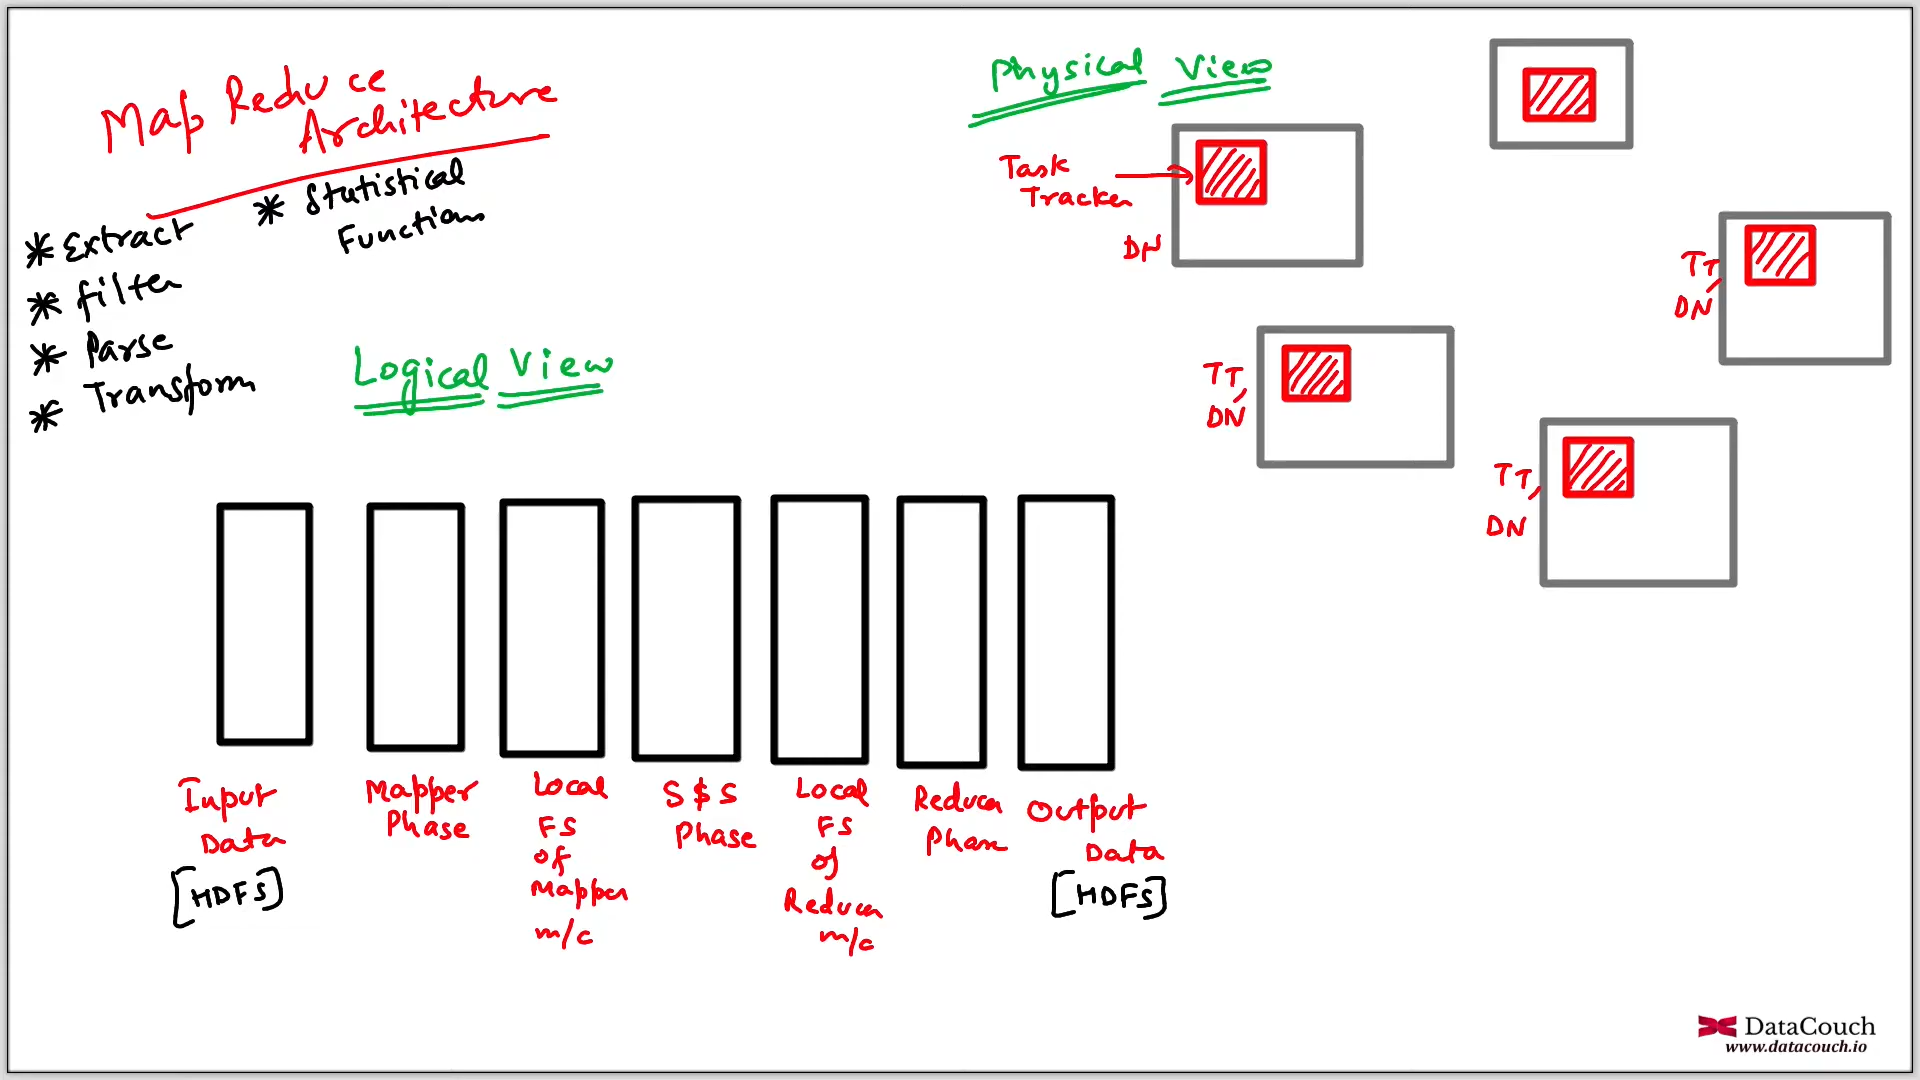 Map Reduce
Architecture
* Extract
* filter
* Parse
* Transform
* Statistical
Functions
Logical View
Input
Data
[HDFS]
Mapper
Phase
Local
FS
of
Mapper
m/c
S$S
Phase
Local
FS
of
Reducer
m/c
Reducer
Phase
Output
Data
[HDFS]
Physical View
Task
Tracker
DN
TT,
DN
TT,
DN
TT,
DN
DataCouch
www.datacouch.io